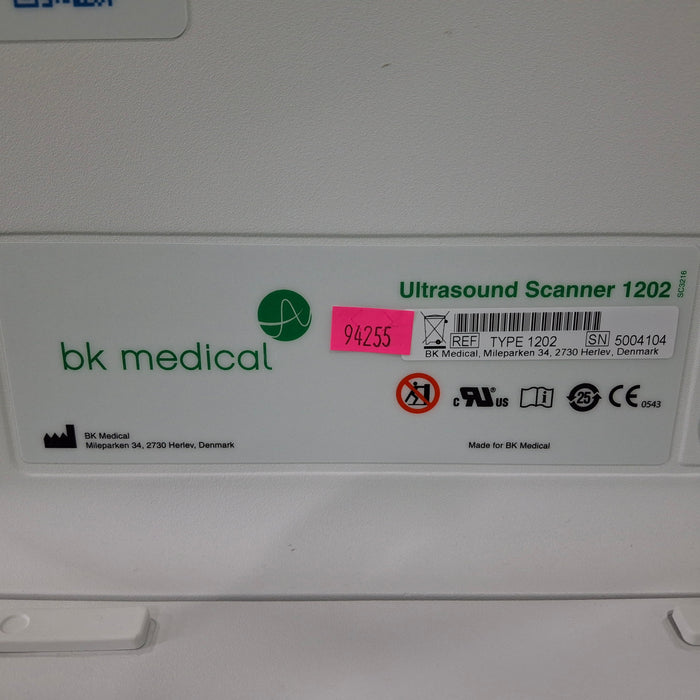 Ultrasound Scanner 1202
SC3216
94255
REF TYPE 1202 SN 5004104
BK Medical, Mileparken 34, 2730 Herlev, Denmark
bk medical
c RU® US
i
25
CE 0543
BK Medical
Mileparken 34, 2730 Herlev, Denmark
Made for BK Medical